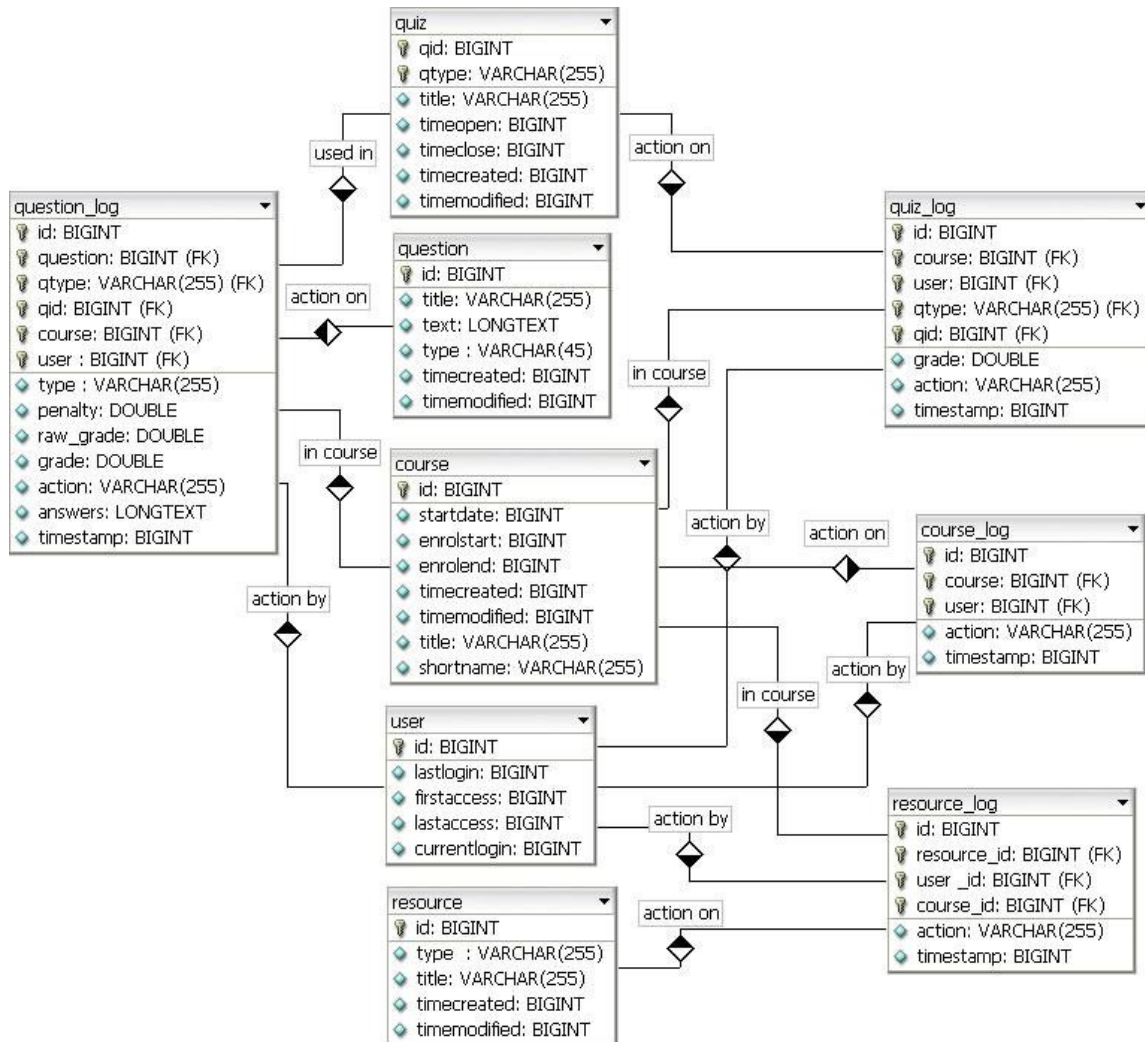 quiz
qid: BIGINT
qtype: VARCHAR(255)
title: VARCHAR(255)
timeopen: BIGINT
timeclose: BIGINT
timecreated: BIGINT
timemodified: BIGINT
used in
action on
question_log
id: BIGINT
question: BIGINT (FK)
qtype: VARCHAR(255) (FK)
qid: BIGINT (FK)
course: BIGINT (FK)
user : BIGINT (FK)
type : VARCHAR(255)
penalty: DOUBLE
raw_grade: DOUBLE
grade: DOUBLE
action: VARCHAR(255)
answers: LONGTEXT
timestamp: BIGINT
action on
question
id: BIGINT
title: VARCHAR(255)
text: LONGTEXT
type : VARCHAR(45)
timecreated: BIGINT
timemodified: BIGINT
quiz_log
id: BIGINT
course: BIGINT (FK)
user: BIGINT (FK)
qtype: VARCHAR(255) (FK)
qid: BIGINT (FK)
grade: DOUBLE
action: VARCHAR(255)
timestamp: BIGINT
in course
in course
course
id: BIGINT
startdate: BIGINT
enrolstart: BIGINT
enrolend: BIGINT
timecreated: BIGINT
timemodified: BIGINT
title: VARCHAR(255)
shortname: VARCHAR(255)
action by
action on
course_log
id: BIGINT
course: BIGINT (FK)
user: BIGINT (FK)
action: VARCHAR(255)
timestamp: BIGINT
action by
in course
action by
user
id: BIGINT
lastlogin: BIGINT
firstaccess: BIGINT
lastaccess: BIGINT
currentlogin: BIGINT
action by
resource_log
id: BIGINT
resource_id: BIGINT (FK)
user _id: BIGINT (FK)
course_id: BIGINT (FK)
action: VARCHAR(255)
timestamp: BIGINT
resource
id: BIGINT
type : VARCHAR(255)
title: VARCHAR(255)
timecreated: BIGINT
timemodified: BIGINT
action on